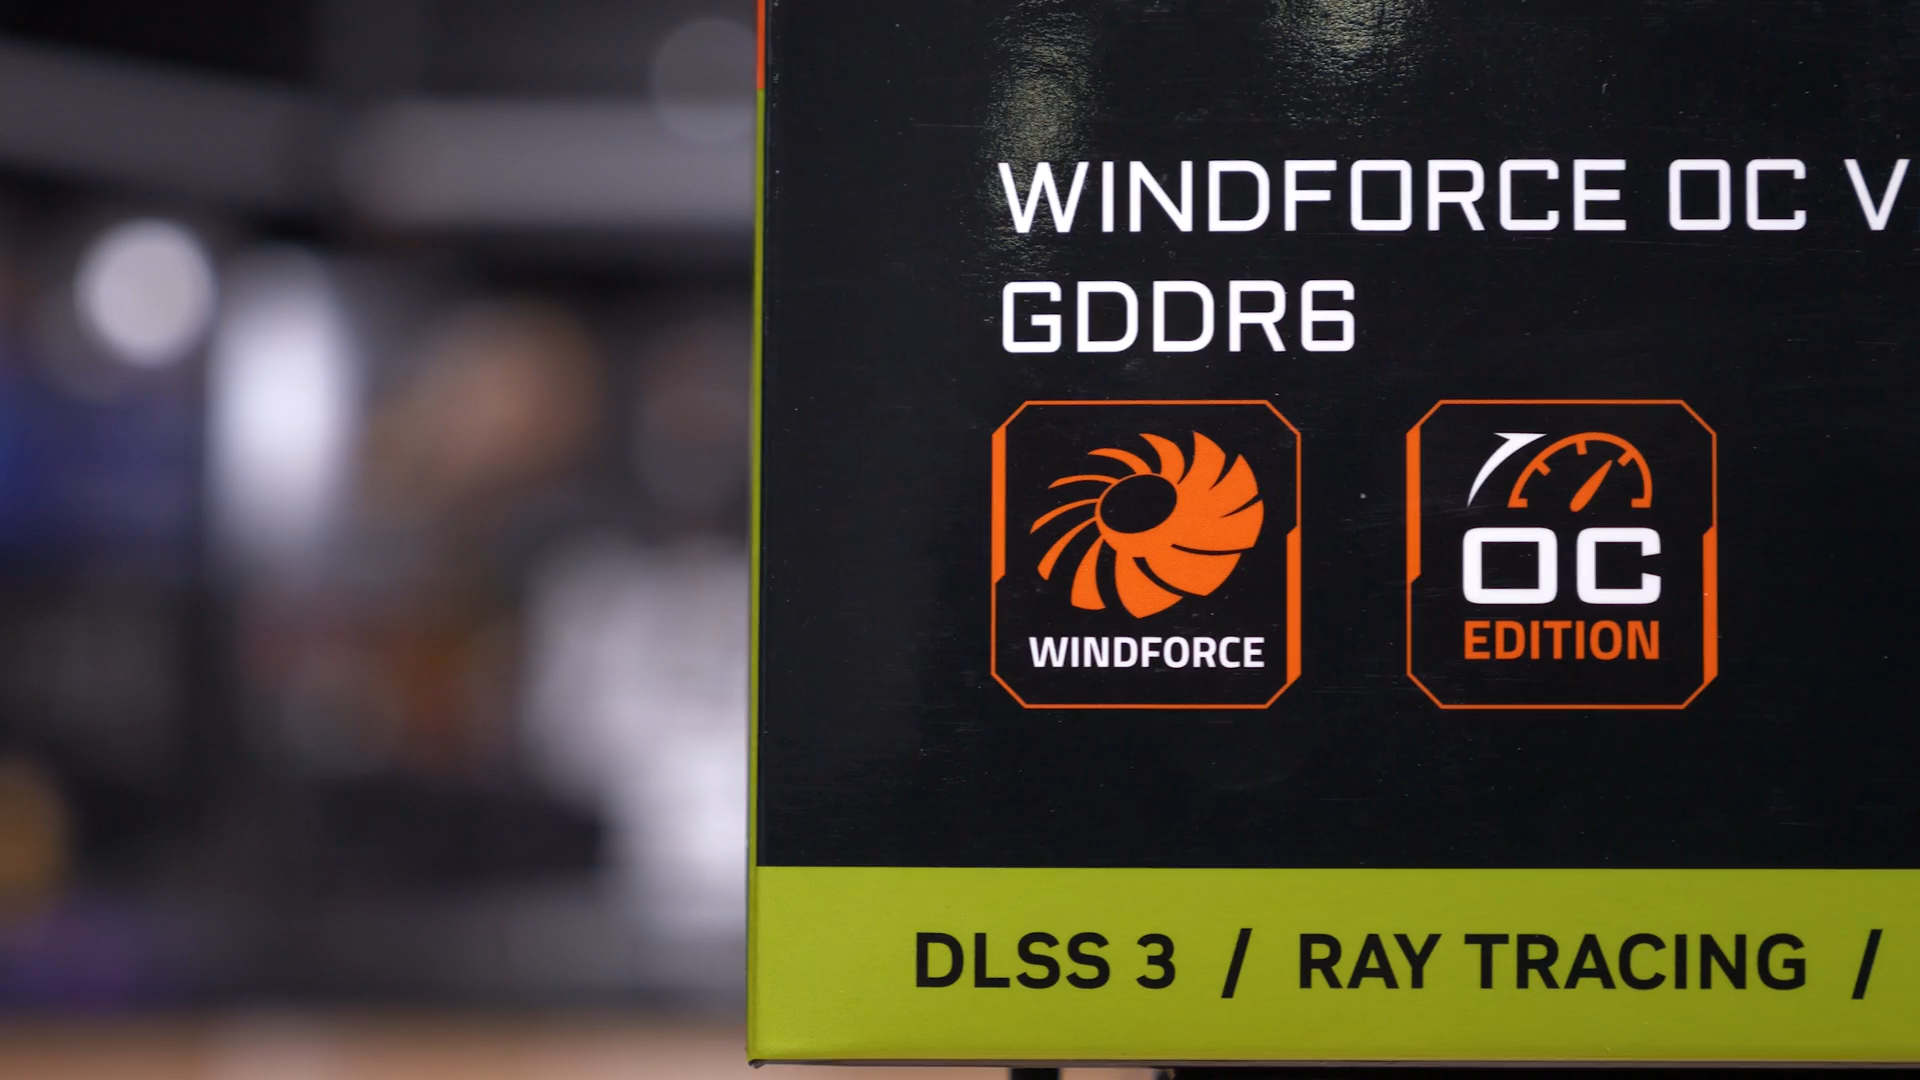 WINDFORCE OC V
GDDR6
WINDFORCE
OC
EDITION
DLSS 3 / RAY TRACING /